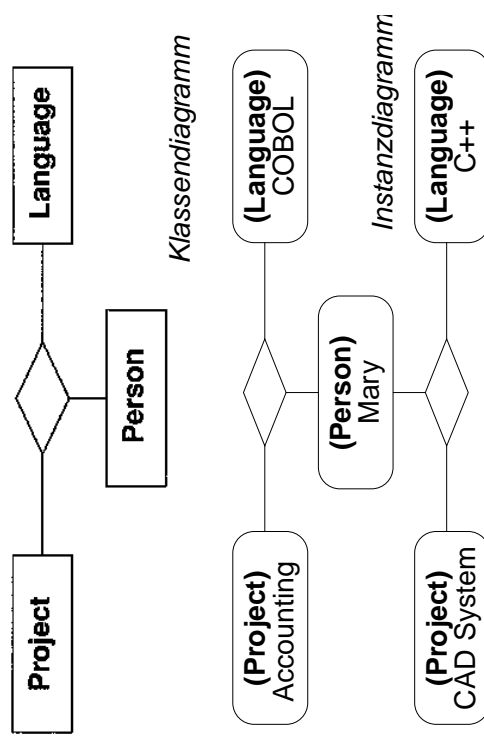 Project
Language
Person
Klassendiagramm
(Project)
Accounting
(Language)
COBOL
(Person)
Mary
Instanzdiagramm
(Project)
CAD System
(Language)
C++